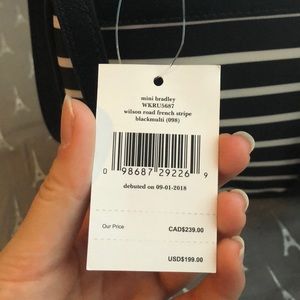 mini bradley
WKRU5687
wilson road french stripe
blackmulti (098)
0 98687 29226 9
debuted on 09-01-2018
Our Price CAD$239.00
USD$199.00